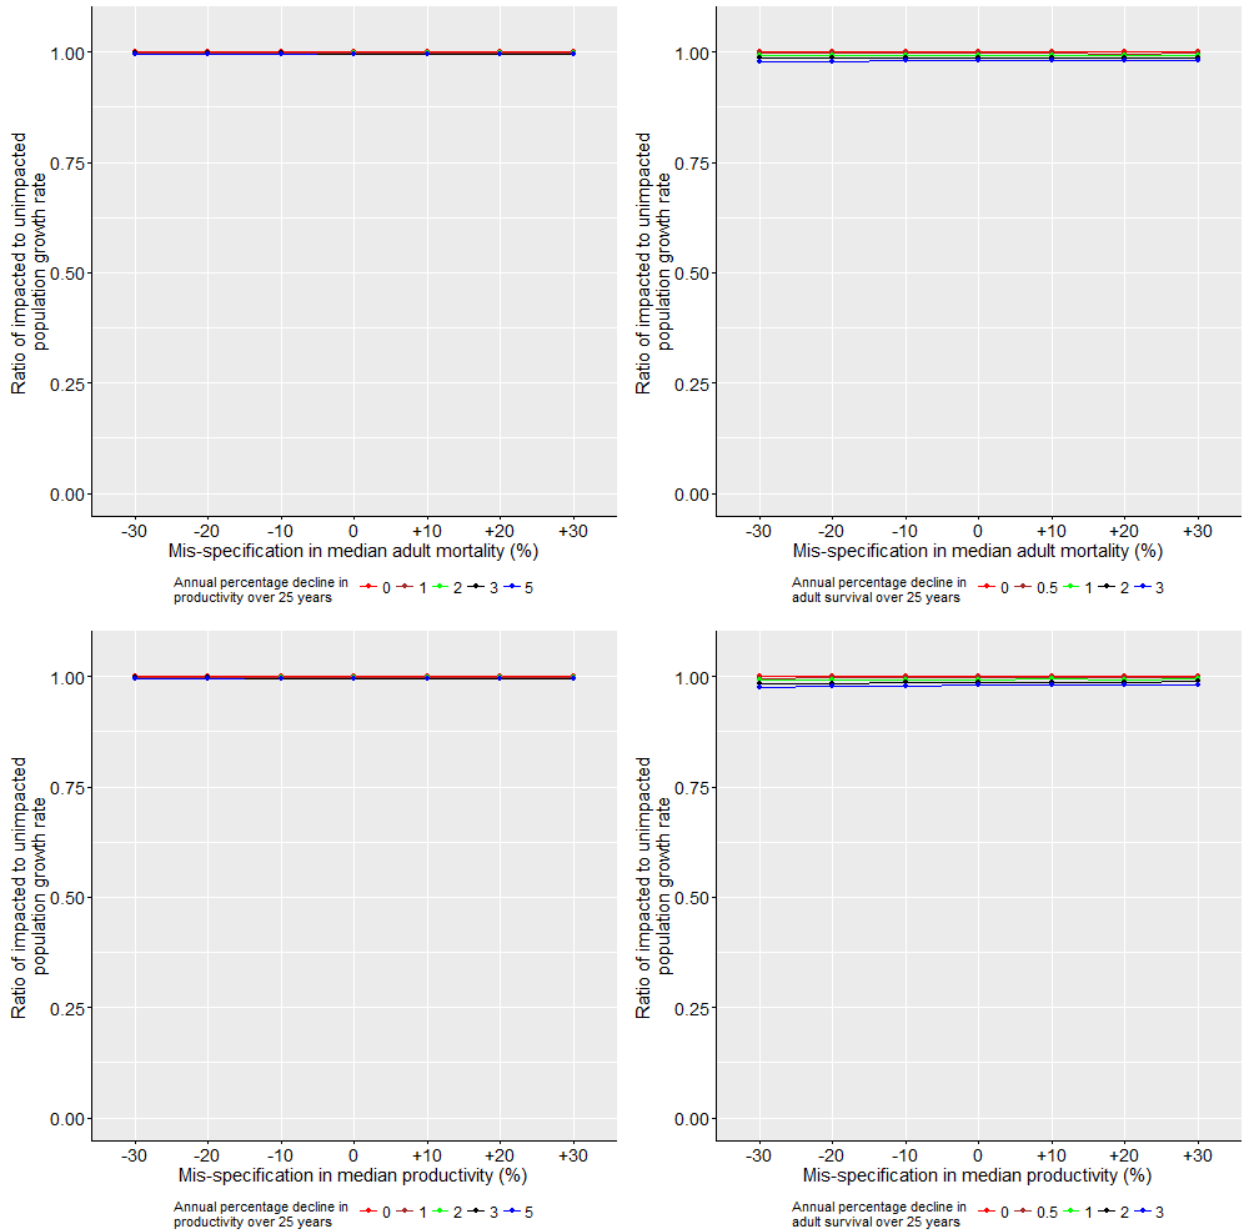 Ratio of impacted to unimpacted
population growth rate
1.00
0.75
0.50
0.25
0.00
-30 -20 -10 0 +10 +20 +30
Mis-specification in median adult mortality (%)
Annual percentage decline in
productivity over 25 years 0 1 2 3 5
Ratio of impacted to unimpacted
population growth rate
1.00
0.75
0.50
0.25
0.00
-30 -20 -10 0 +10 +20 +30
Mis-specification in median adult mortality (%)
Annual percentage decline in
adult survival over 25 years 0 0.5 1 2 3
Ratio of impacted to unimpacted
population growth rate
1.00
0.75
0.50
0.25
0.00
-30 -20 -10 0 +10 +20 +30
Mis-specification in median productivity (%)
Annual percentage decline in
productivity over 25 years 0 1 2 3 5
Ratio of impacted to unimpacted
population growth rate
1.00
0.75
0.50
0.25
0.00
-30 -20 -10 0 +10 +20 +30
Mis-specification in median productivity (%)
Annual percentage decline in
adult survival over 25 years 0 0.5 1 2 3